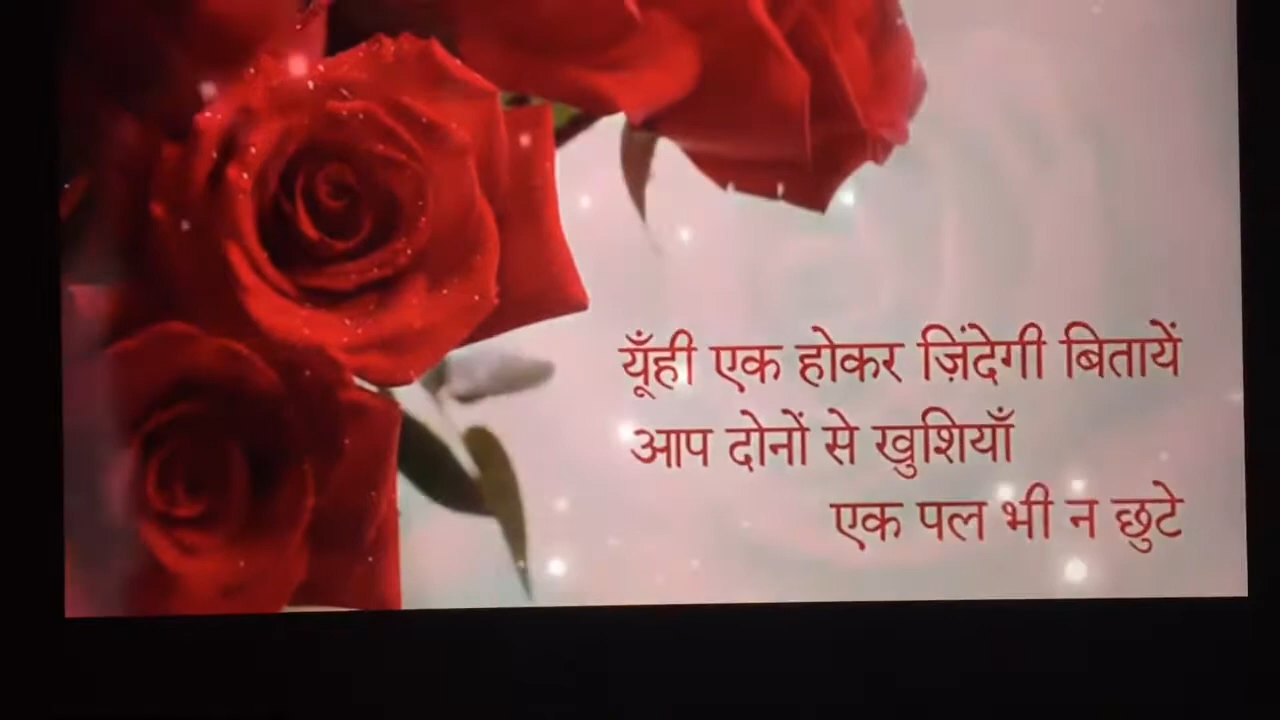 यूँही एक होकर ज़िंदेगी बितायें
आप दोनों से खुशियाँ
एक पल भी न छुटे